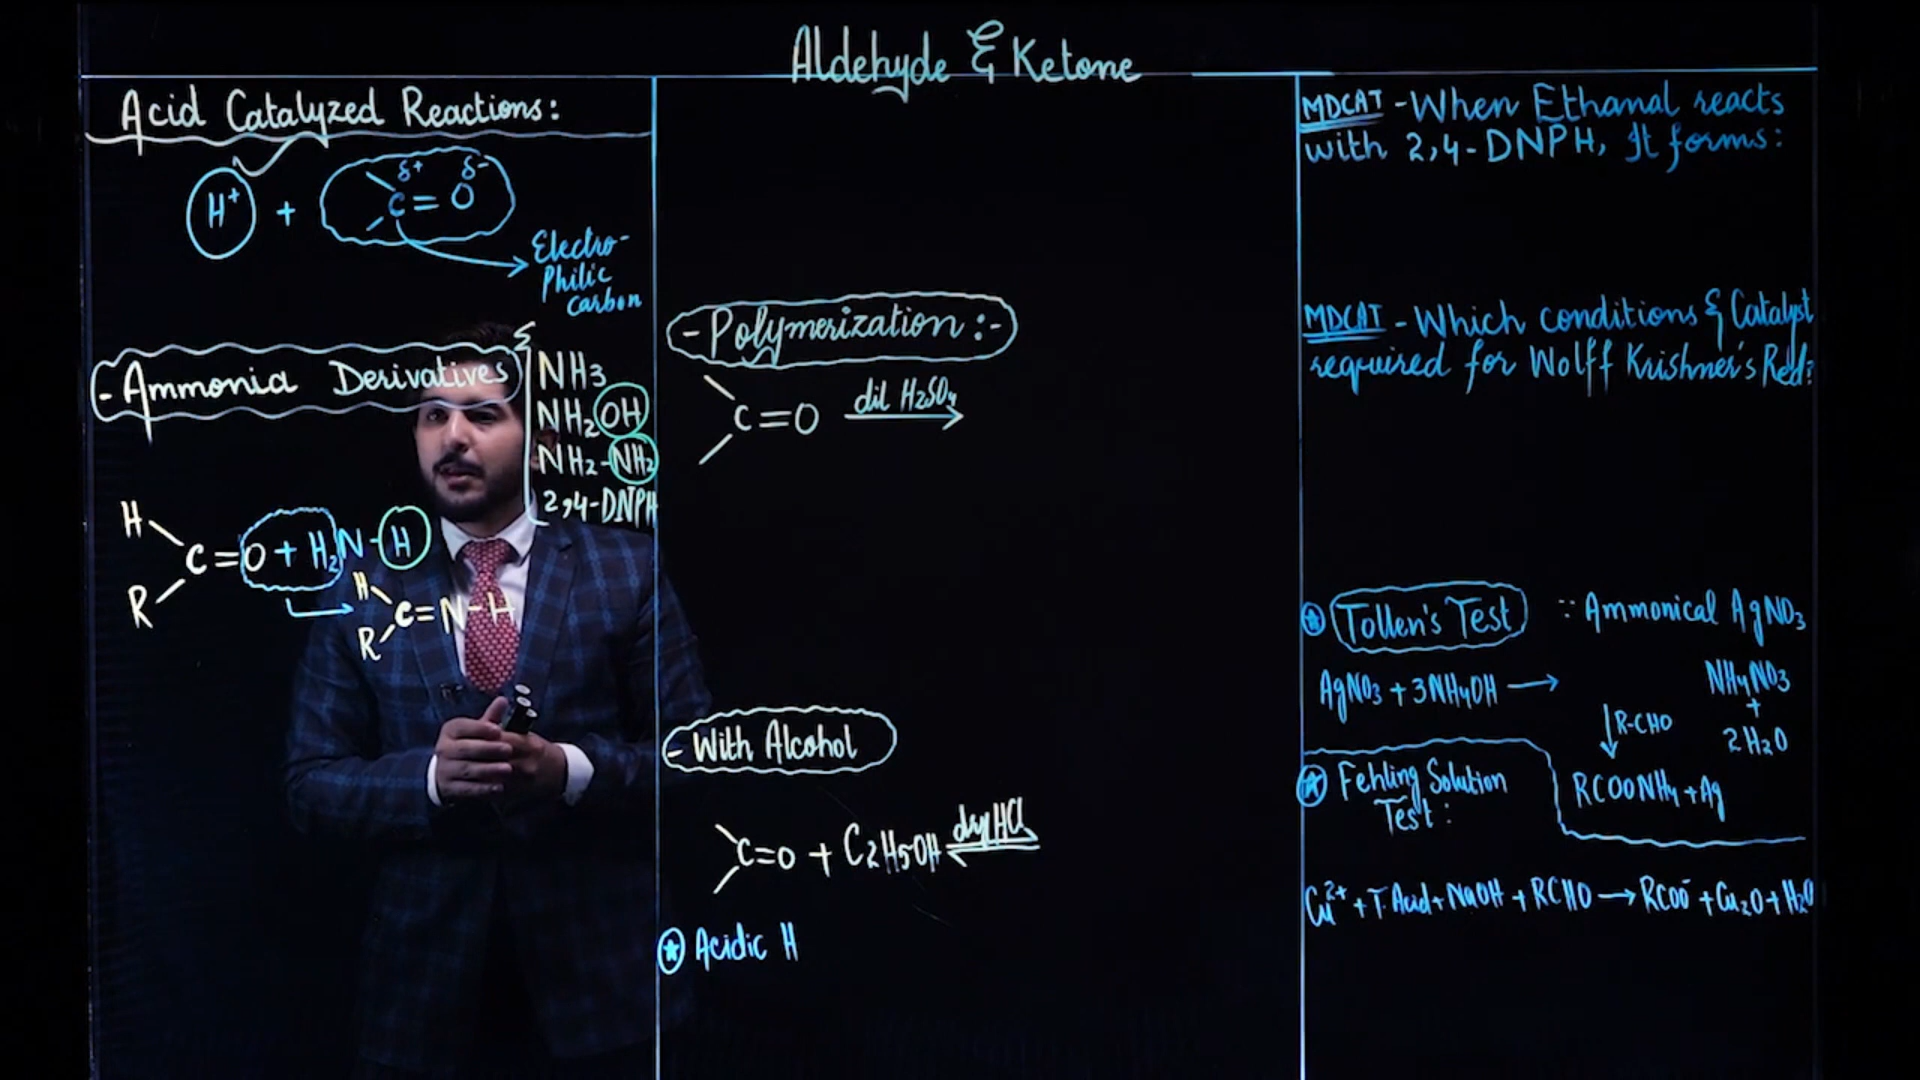 Aldehyde & Ketone
Acid Catalyzed Reactions:
H⁺ + C = O
δ+ δ-
Electro-
Philic
Carbon
- Ammonia Derivatives
NH3
NH2OH
NH2-NH2
2,4-DNPH
H
C=O + H2N-H
R
H
C=N-H
R
- Polymerization :-
C=O dil H2SO4
- With Alcohol
C=O + C2H5OH dry HCl
Acidic H
MDCAT - When Ethanal reacts
with 2,4-DNPH, It forms:
MDCAT - Which conditions & Catalyst
required for Wolff Krishner's Red?
Tollen's Test ∵ Ammonical AgNO3
AgNO3 + 3NH4OH →
NH4NO3
+
2H2O
↓ R-CHO
RCOONH4 + Ag
Fehling Solution
Test :
Cu²⁺ + T.Acid + NaOH + RCHO → RCOO⁻ + Cu2O + H2O